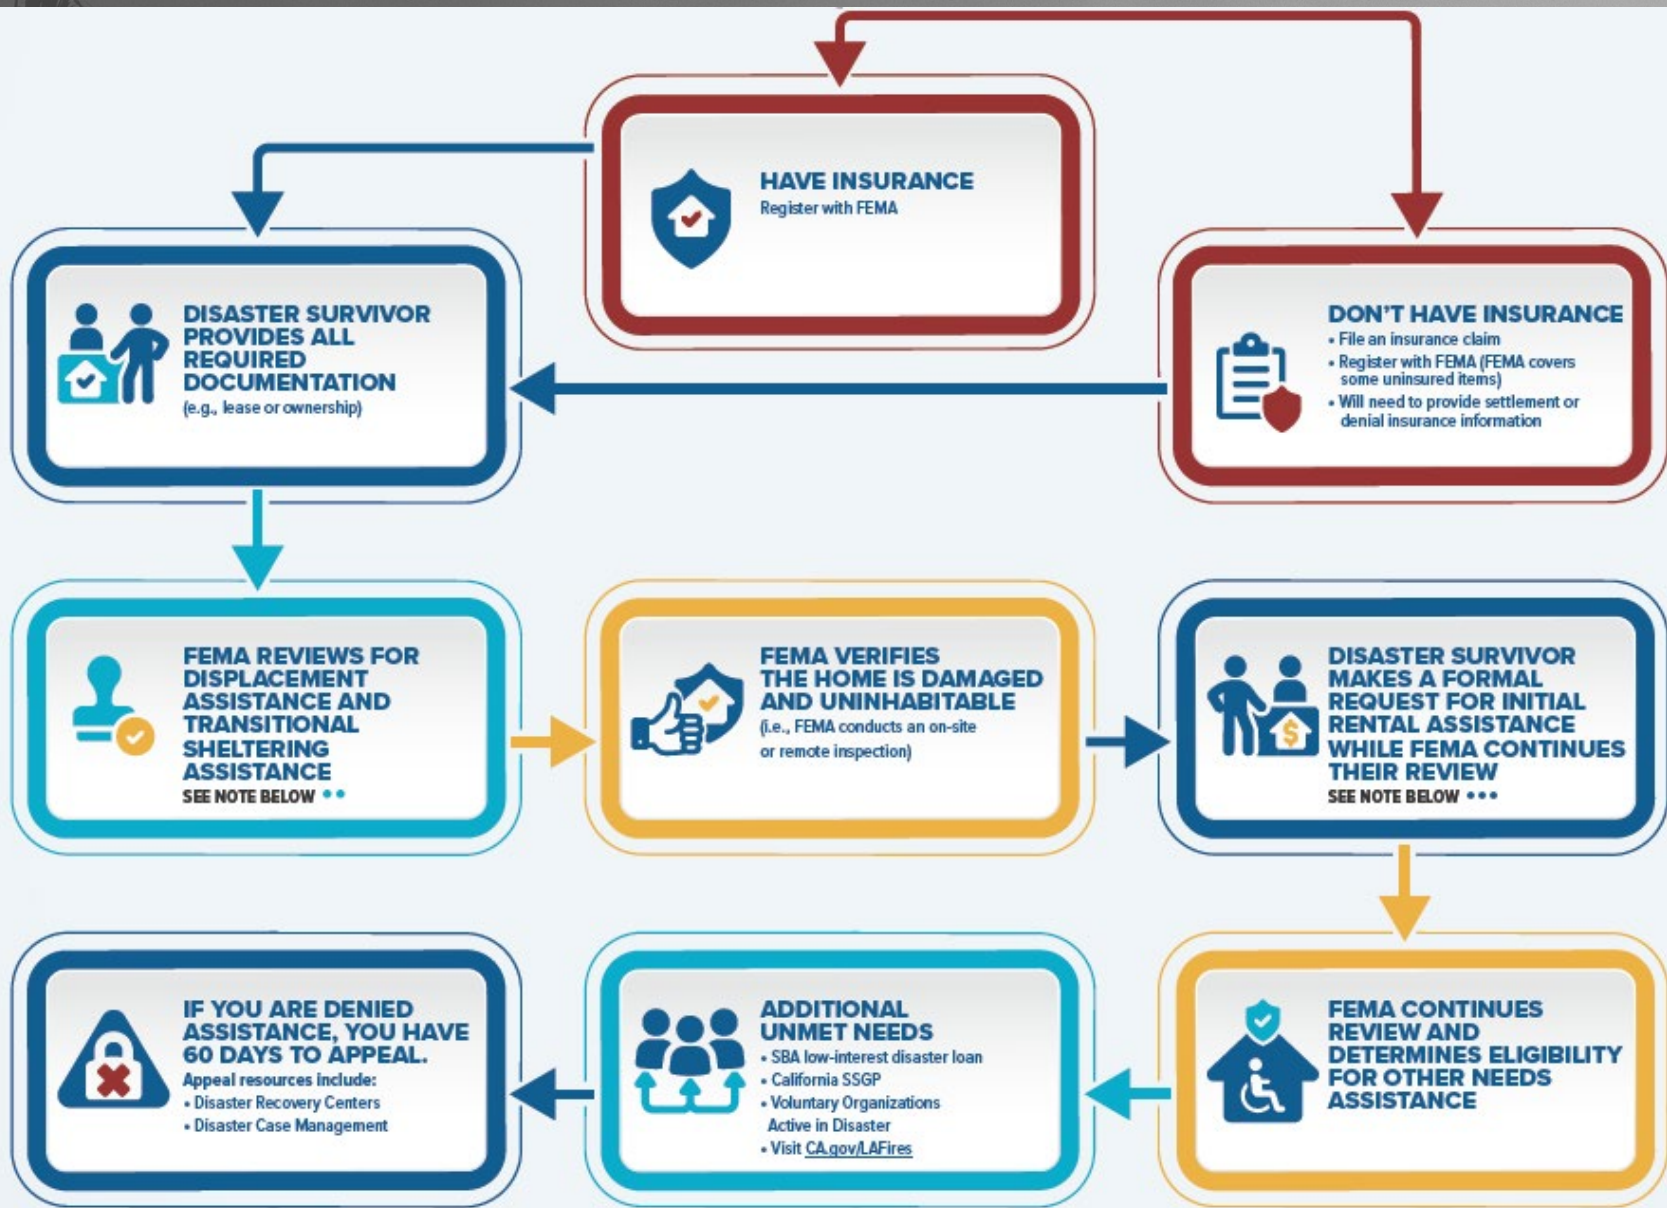 HAVE INSURANCE
Register with FEMA
DISASTER SURVIVOR
PROVIDES ALL
REQUIRED
DOCUMENTATION
(e.g., lease or ownership)
DON'T HAVE INSURANCE
• File an insurance claim
• Register with FEMA (FEMA covers
some uninsured items)
• Will need to provide settlement or
denial insurance information
FEMA REVIEWS FOR
DISPLACEMENT
ASSISTANCE AND
TRANSITIONAL
SHELTERING
ASSISTANCE
SEE NOTE BELOW ••
FEMA VERIFIES
THE HOME IS DAMAGED
AND UNINHABITABLE
(i.e., FEMA conducts an on-site
or remote inspection)
DISASTER SURVIVOR
MAKES A FORMAL
REQUEST FOR INITIAL
RENTAL ASSISTANCE
WHILE FEMA CONTINUES
THEIR REVIEW
SEE NOTE BELOW •••
IF YOU ARE DENIED
ASSISTANCE, YOU HAVE
60 DAYS TO APPEAL.
Appeal resources include:
• Disaster Recovery Centers
• Disaster Case Management
ADDITIONAL
UNMET NEEDS
• SBA low-interest disaster loan
• California SSGP
• Voluntary Organizations
Active in Disaster
• Visit CA.gov/LAFires
FEMA CONTINUES
REVIEW AND
DETERMINES ELIGIBILITY
FOR OTHER NEEDS
ASSISTANCE